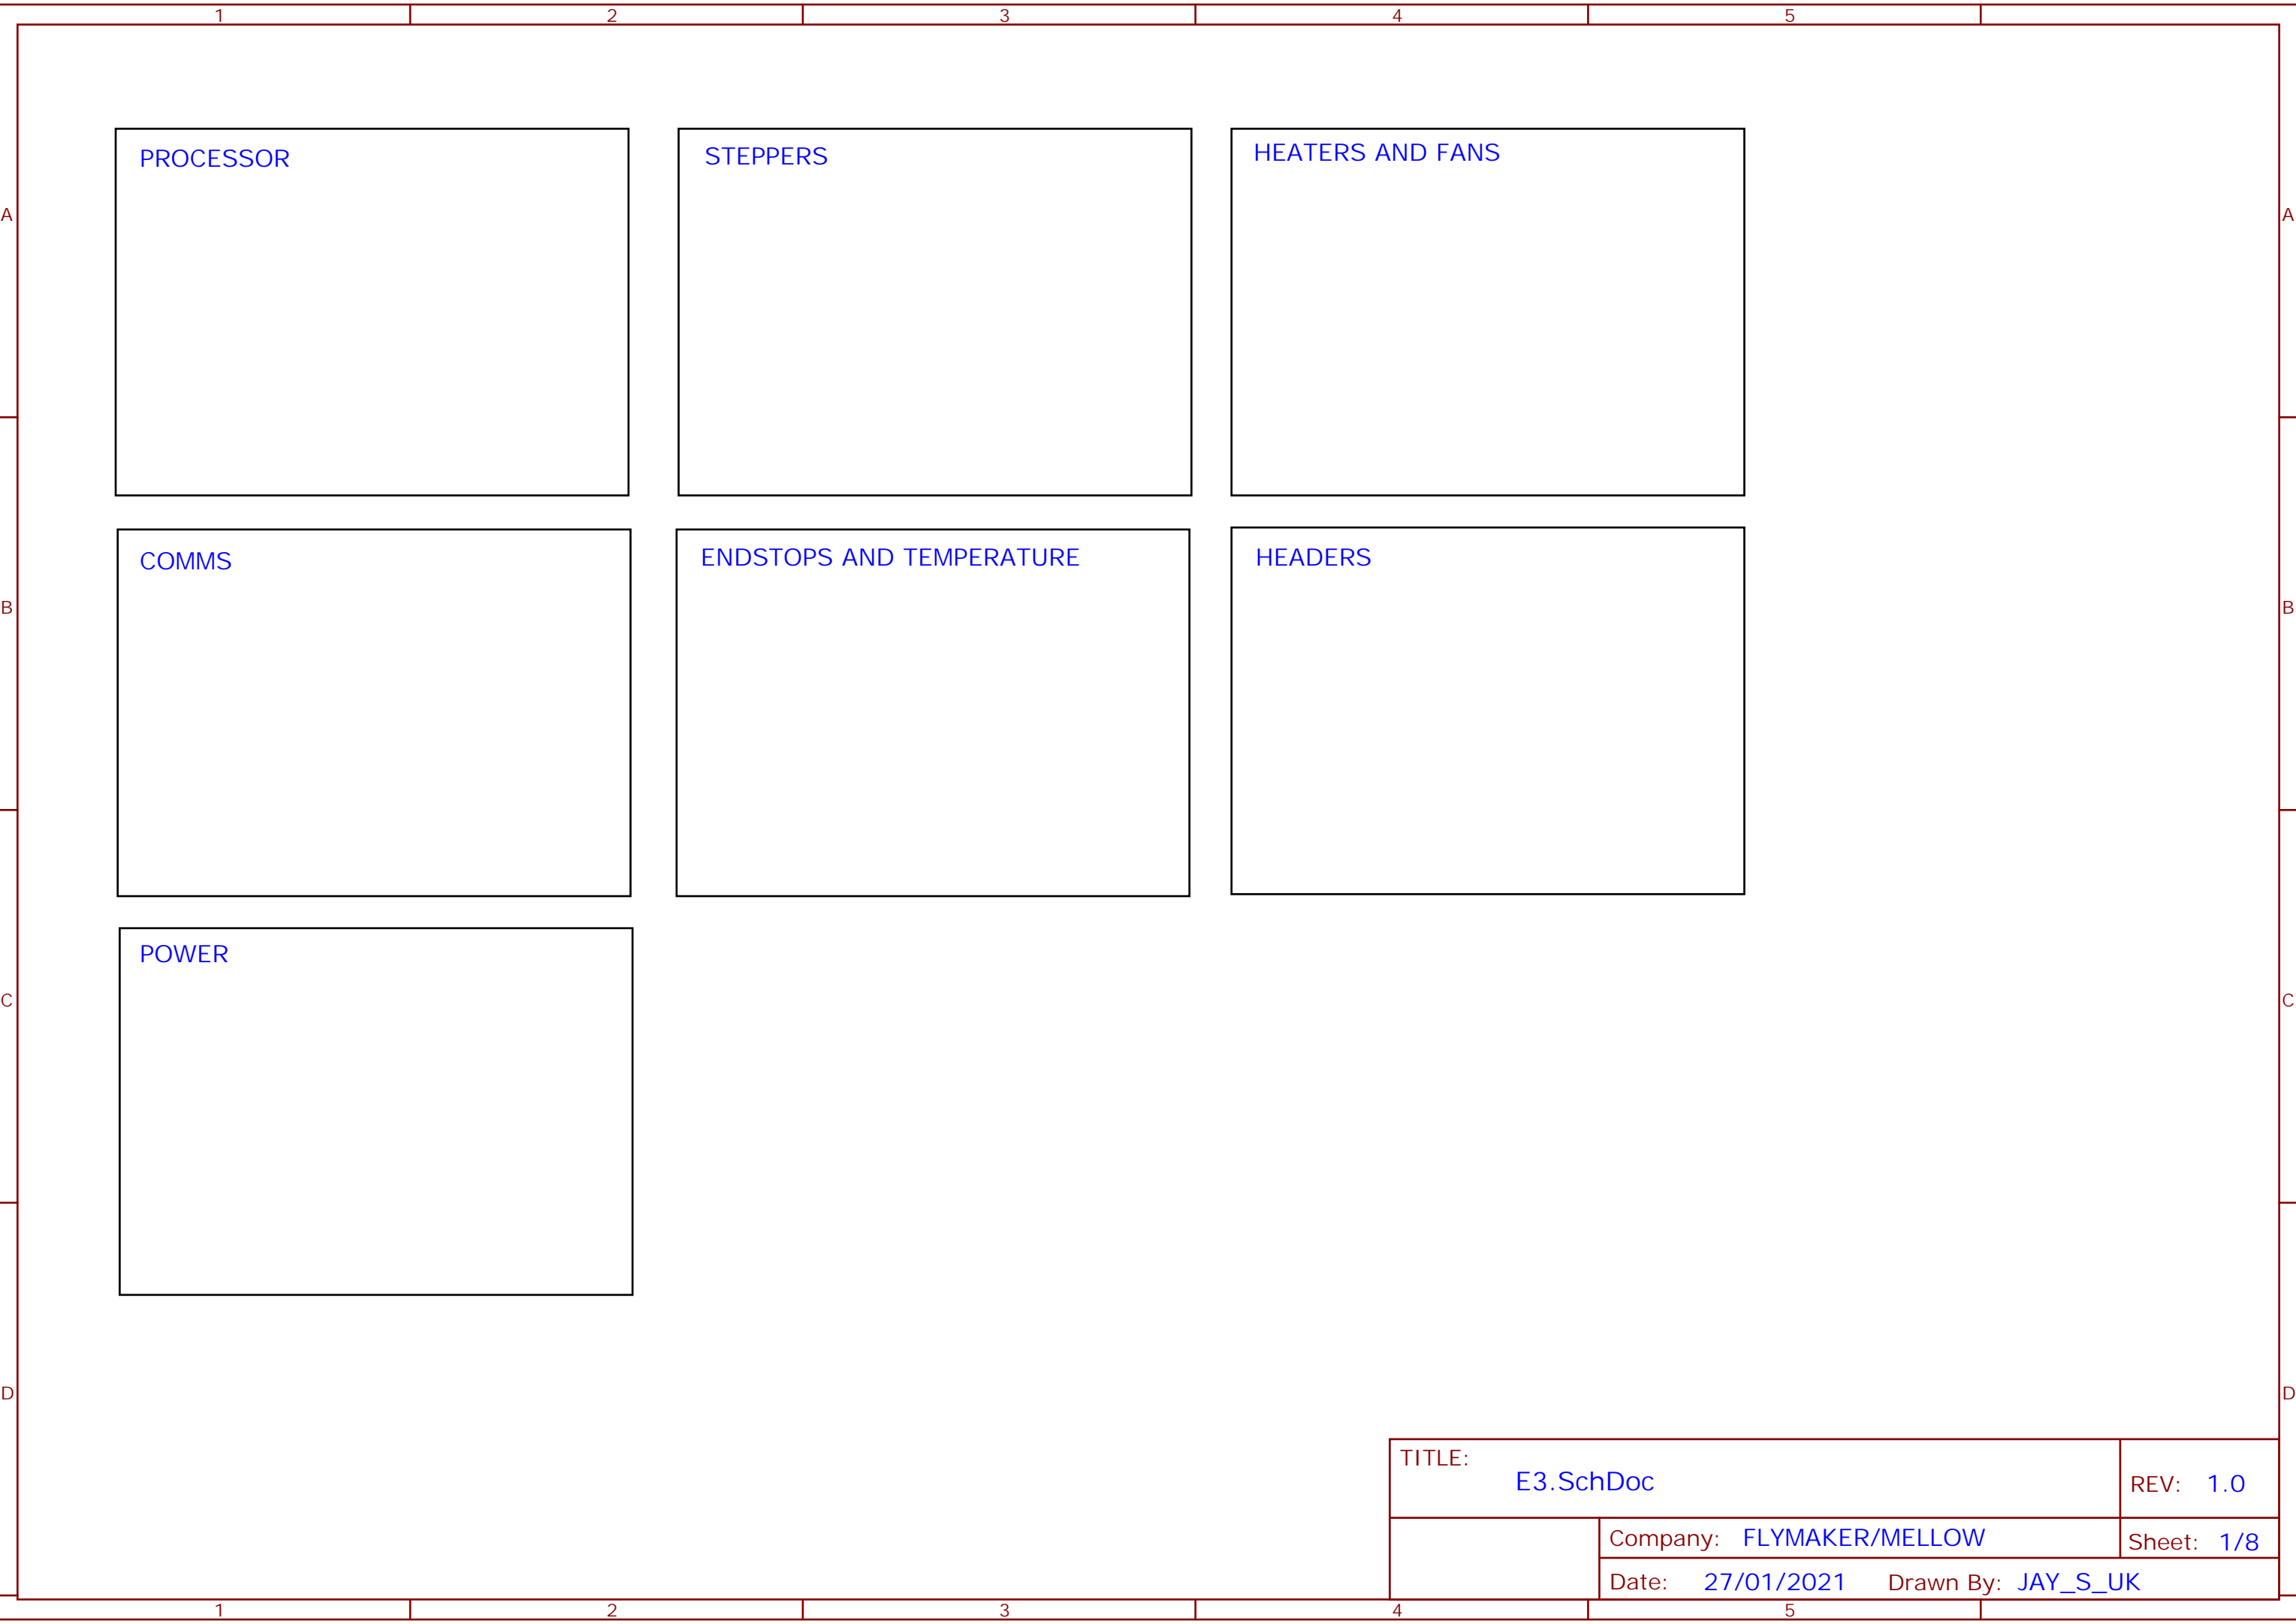 1 2 3 4 5
PROCESSOR STEPPERS HEATERS AND FANS
A A
COMMS ENDSTOPS AND TEMPERATURE HEADERS
B B
POWER
C C
D D
TITLE: E3.SchDoc
REV: 1.0
Company: FLYMAKER/MELLOW
Sheet: 1/8
Date: 27/01/2021 Drawn By: JAY_S_UK
1 2 3 4 5